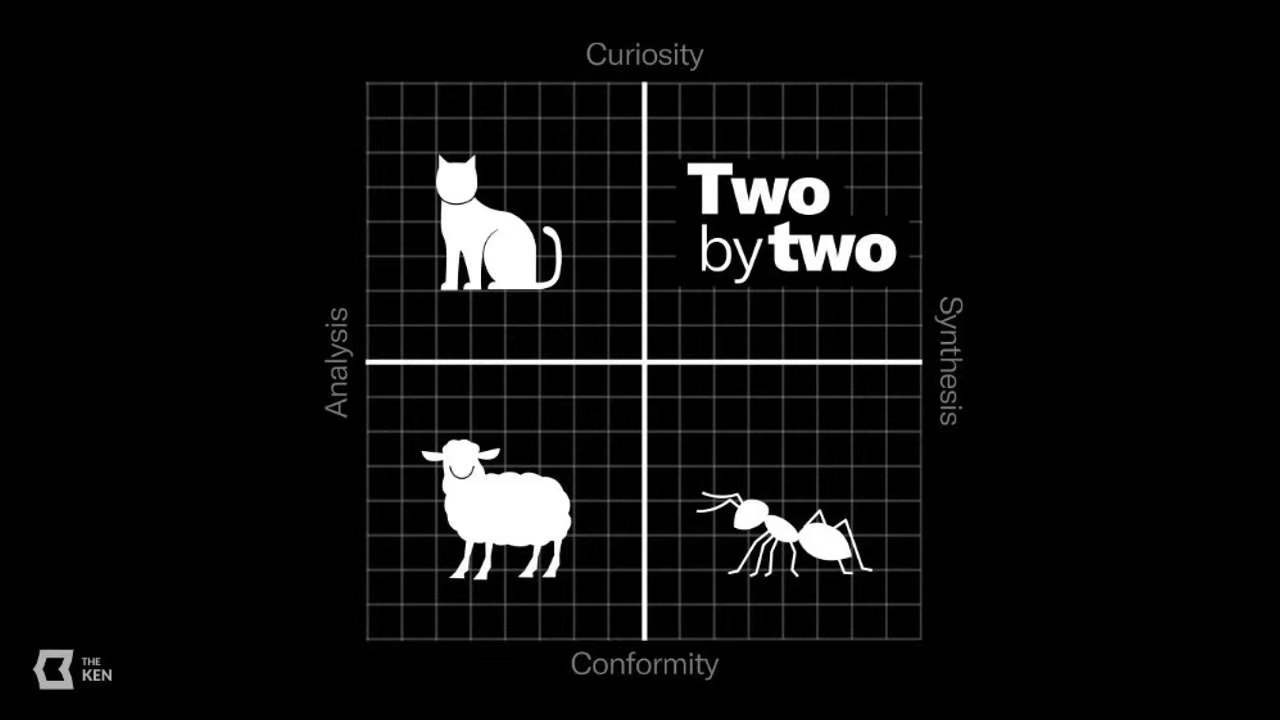 Curiosity
Two
by two
Analysis
Synthesis
Conformity
THE
KEN